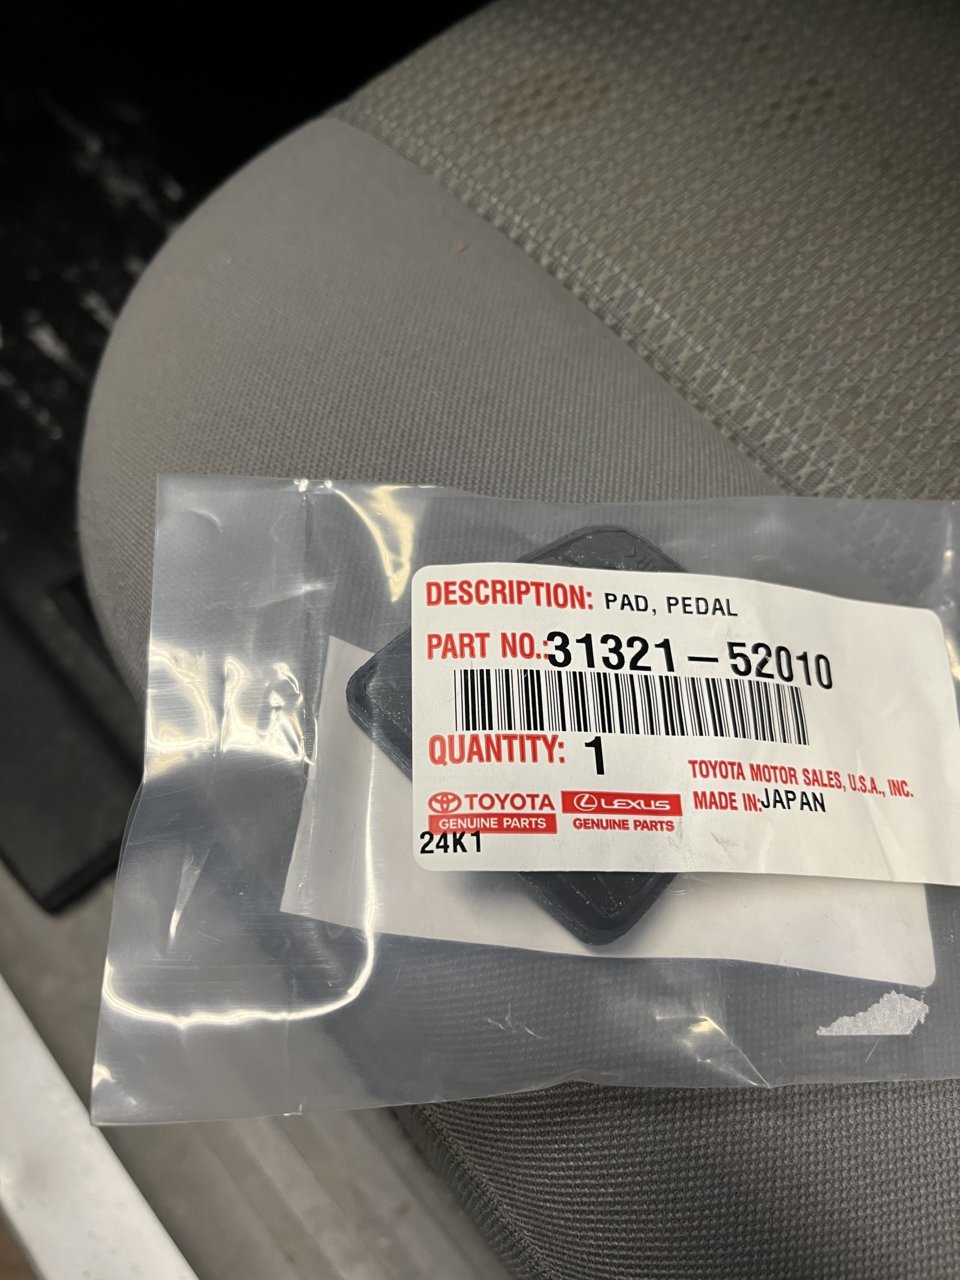 DESCRIPTION: PAD, PEDAL
PART NO.: 31321-52010
QUANTITY: 1
TOYOTA MOTOR SALES, U.S.A., INC.
MADE IN: JAPAN
TOYOTA
GENUINE PARTS
LEXUS
GENUINE PARTS
24K1